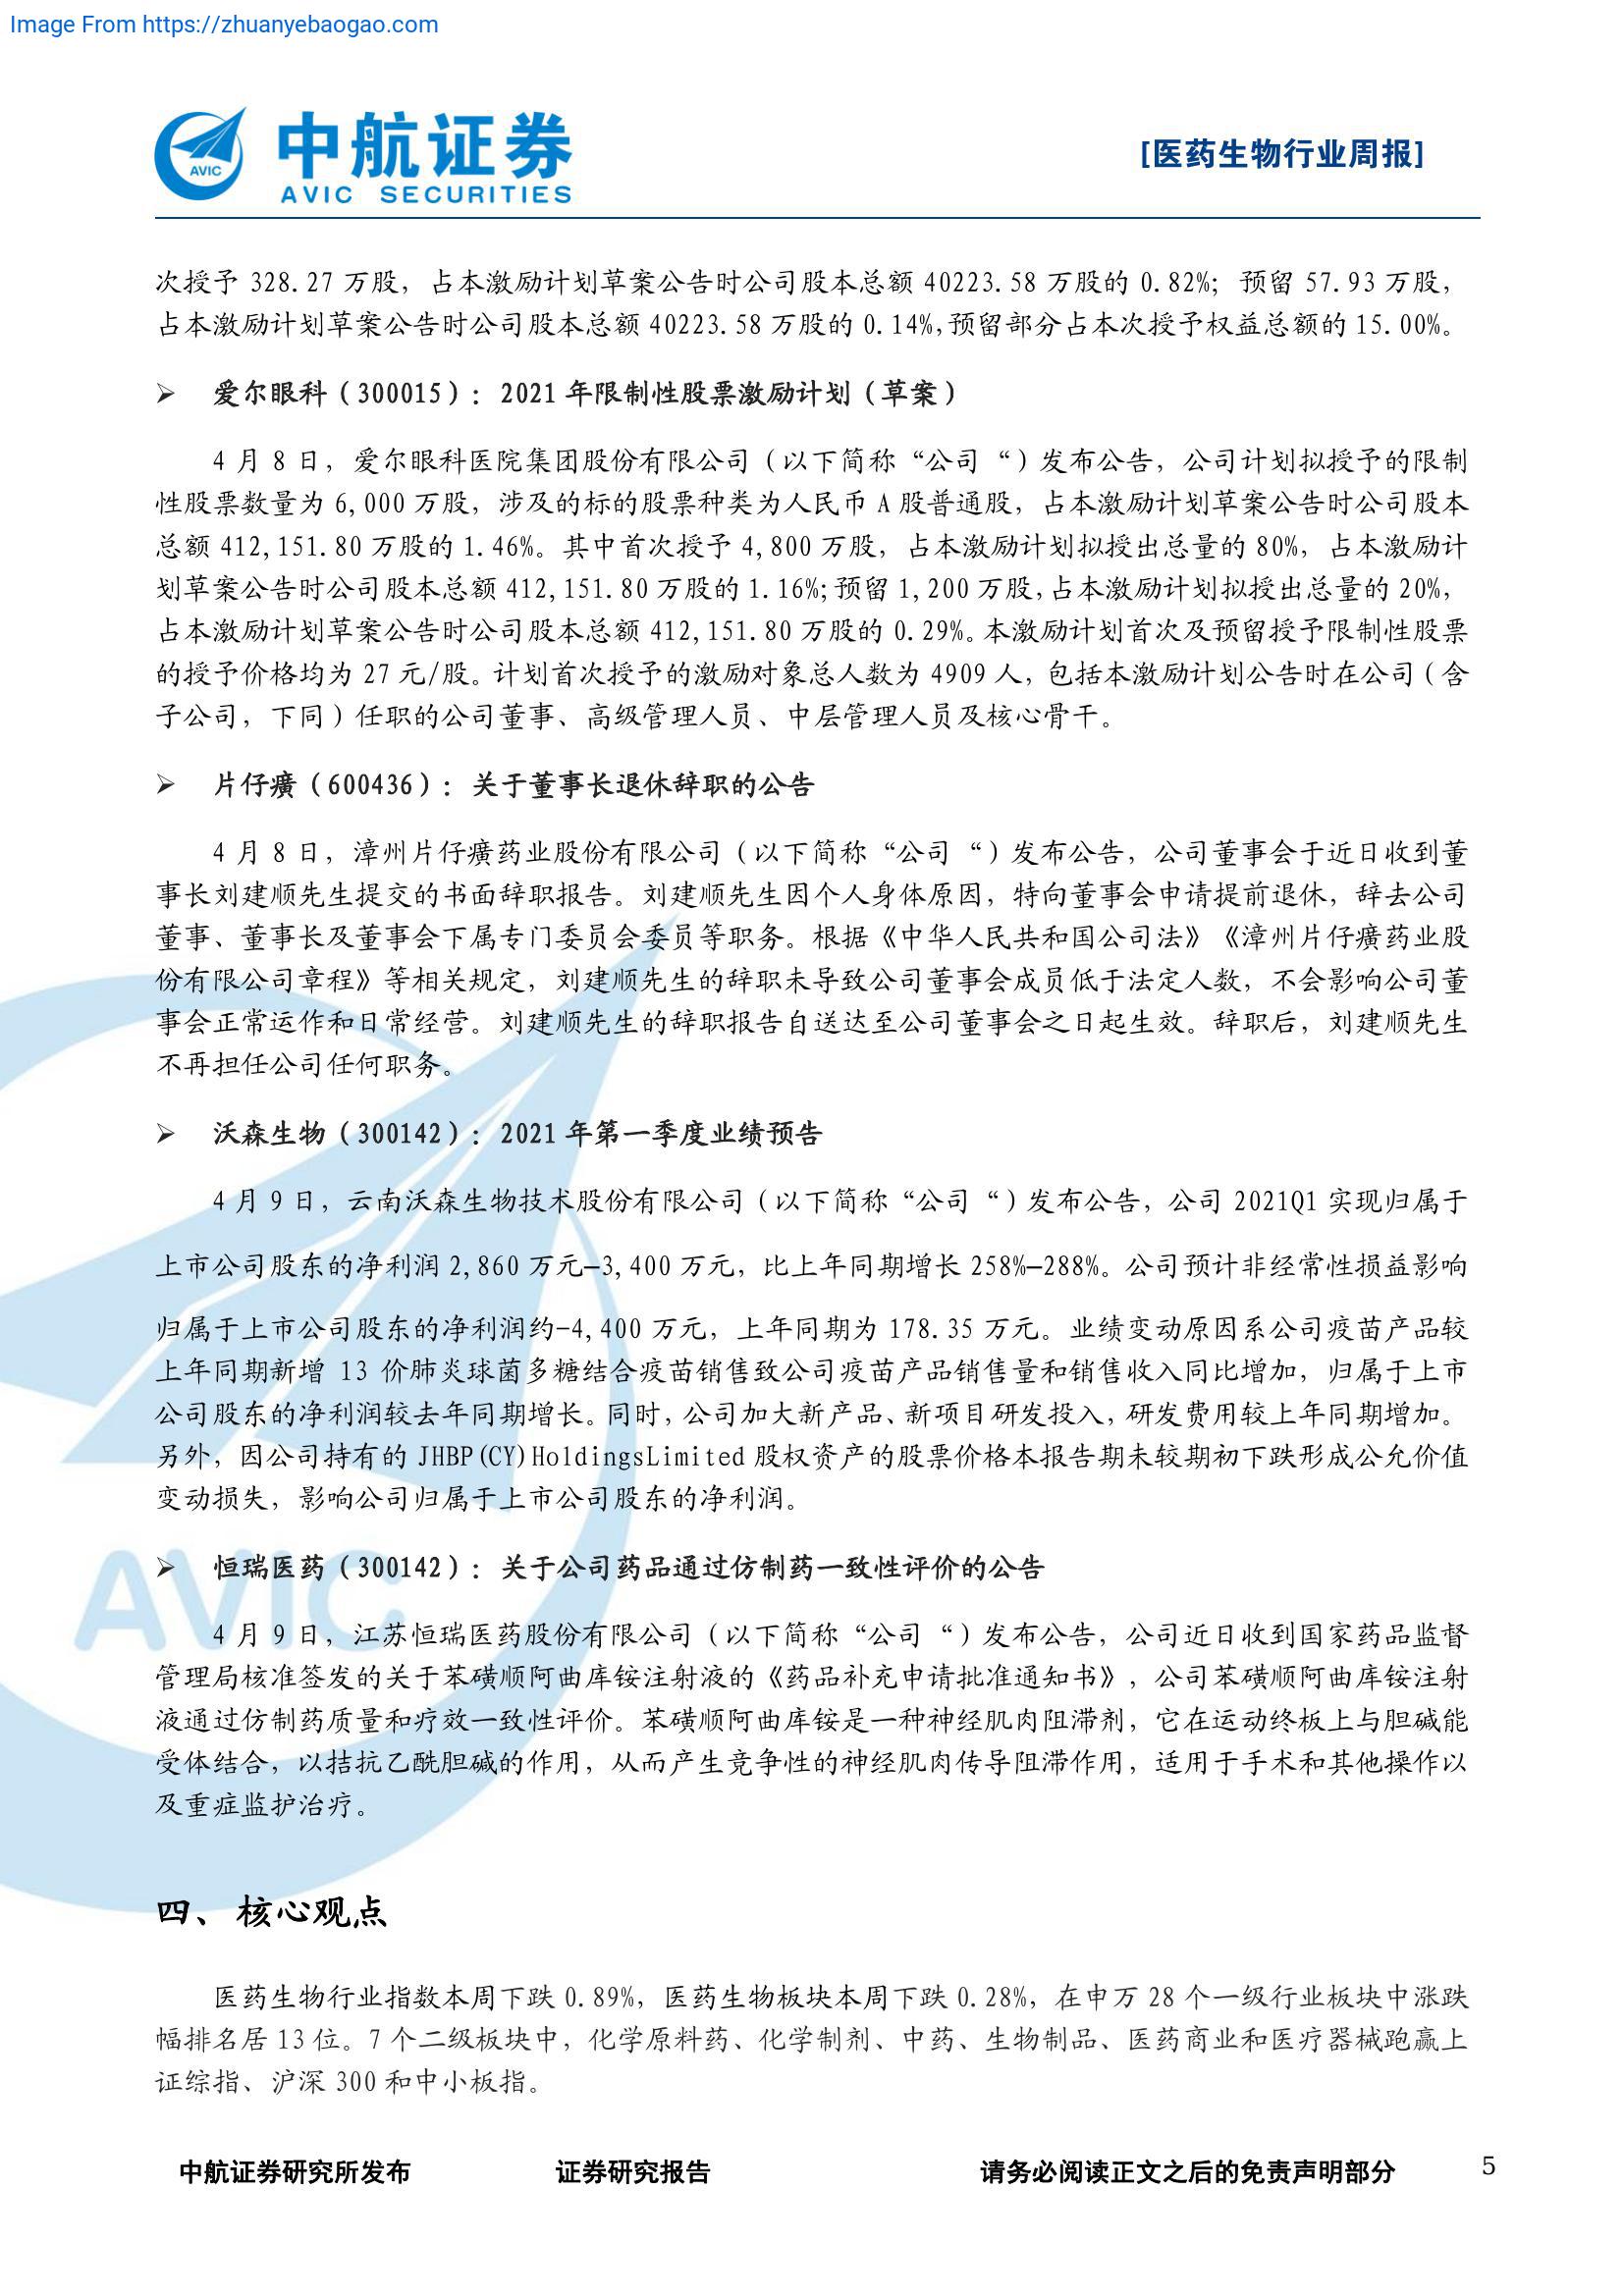 Image From https://zhuanyebaogao.com
中航证券
AVIC SECURITIES
AVIC
[医药生物行业周报]
次授予 328.27 万股，占本激励计划草案公告时公司股本总额 40223.58 万股的 0.82%; 预留 57.93 万股，
占本激励计划草案公告时公司股本总额 40223.58 万股的 0.14%,预留部分占本次授予权益总额的 15.00%。
➢ 爱尔眼科（300015）：2021 年限制性股票激励计划（草案）
4 月 8 日，爱尔眼科医院集团股份有限公司（以下简称“公司“）发布公告，公司计划拟授予的限制
性股票数量为 6,000 万股，涉及的标的股票种类为人民币 A 股普通股，占本激励计划草案公告时公司股本
总额 412,151.80 万股的 1.46%。其中首次授予 4,800 万股，占本激励计划拟授出总量的 80%，占本激励计
划草案公告时公司股本总额 412,151.80 万股的 1.16%;预留 1,200 万股,占本激励计划拟授出总量的 20%，
占本激励计划草案公告时公司股本总额 412,151.80 万股的 0.29%。本激励计划首次及预留授予限制性股票
的授予价格均为 27 元/股。计划首次授予的激励对象总人数为 4909 人，包括本激励计划公告时在公司（含
子公司，下同）任职的公司董事、高级管理人员、中层管理人员及核心骨干。
➢ 片仔癀（600436）：关于董事长退休辞职的公告
4 月 8 日，漳州片仔癀药业股份有限公司（以下简称“公司“）发布公告，公司董事会于近日收到董
事长刘建顺先生提交的书面辞职报告。刘建顺先生因个人身体原因，特向董事会申请提前退休，辞去公司
董事、董事长及董事会下属专门委员会委员等职务。根据《中华人民共和国公司法》《漳州片仔癀药业股
份有限公司章程》等相关规定，刘建顺先生的辞职未导致公司董事会成员低于法定人数，不会影响公司董
事会正常运作和日常经营。刘建顺先生的辞职报告自送达至公司董事会之日起生效。辞职后，刘建顺先生
不再担任公司任何职务。
➢ 沃森生物（300142）：2021 年第一季度业绩预告
4 月 9 日，云南沃森生物技术股份有限公司（以下简称“公司“）发布公告，公司 2021Q1 实现归属于
上市公司股东的净利润 2,860 万元—3,400 万元，比上年同期增长 258%—288%。公司预计非经常性损益影响
归属于上市公司股东的净利润约-4,400 万元，上年同期为 178.35 万元。业绩变动原因系公司疫苗产品较
上年同期新增 13 价肺炎球菌多糖结合疫苗销售致公司疫苗产品销售量和销售收入同比增加，归属于上市
公司股东的净利润较去年同期增长。同时，公司加大新产品、新项目研发投入，研发费用较上年同期增加。
另外，因公司持有的 JHBP(CY)HoldingsLimited 股权资产的股票价格本报告期末较期初下跌形成公允价值
变动损失，影响公司归属于上市公司股东的净利润。
➢ 恒瑞医药（300142）：关于公司药品通过仿制药一致性评价的公告
4 月 9 日，江苏恒瑞医药股份有限公司（以下简称“公司“）发布公告，公司近日收到国家药品监督
管理局核准签发的关于苯磺顺阿曲库铵注射液的《药品补充申请批准通知书》，公司苯磺顺阿曲库铵注射
液通过仿制药质量和疗效一致性评价。苯磺顺阿曲库铵是一种神经肌肉阻滞剂，它在运动终板上与胆碱能
受体结合，以拮抗乙酰胆碱的作用，从而产生竞争性的神经肌肉传导阻滞作用，适用于手术和其他操作以
及重症监护治疗。
AVIC
四、核心观点
医药生物行业指数本周下跌 0.89%，医药生物板块本周下跌 0.28%，在申万 28 个一级行业板块中涨跌
幅排名居 13 位。7 个二级板块中，化学原料药、化学制剂、中药、生物制品、医药商业和医疗器械跑赢上
证综指、沪深 300 和中小板指。
中航证券研究所发布 证券研究报告 请务必阅读正文之后的免责声明部分 5